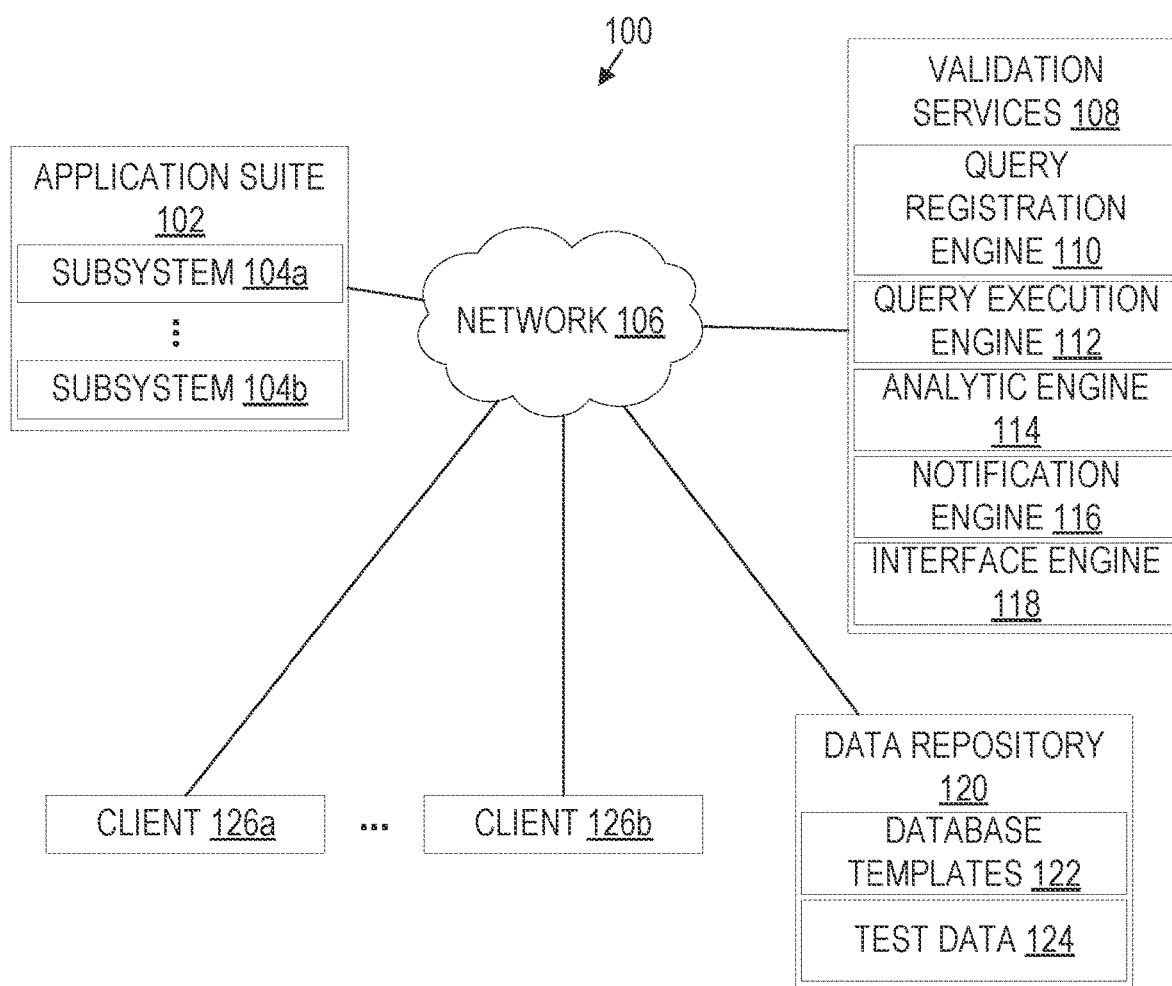 100
VALIDATION
SERVICES 108
QUERY
REGISTRATION
ENGINE 110
QUERY EXECUTION
ENGINE 112
ANALYTIC ENGINE
114
NOTIFICATION
ENGINE 116
INTERFACE ENGINE
118
APPLICATION SUITE
102
SUBSYSTEM 104a
SUBSYSTEM 104b
NETWORK 106
CLIENT 126a
CLIENT 126b
DATA REPOSITORY
120
DATABASE
TEMPLATES 122
TEST DATA 124